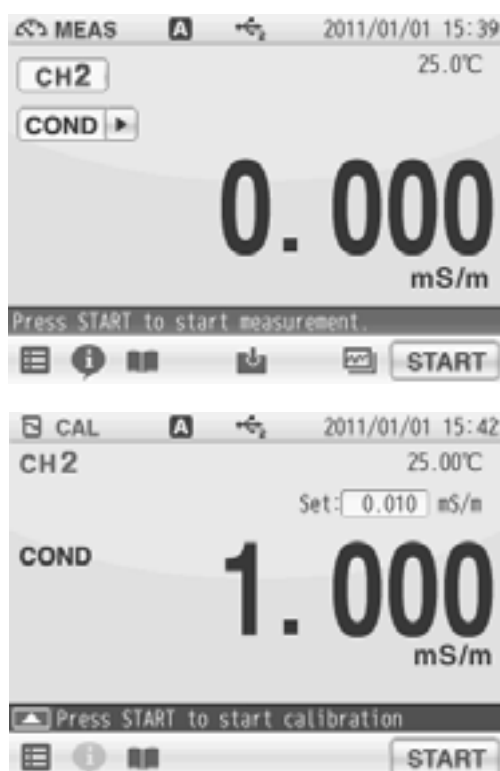 MEAS A 2 2011/01/01 15:39
CH2 25.0℃
COND
0.000
mS/m
Press START to start measurement.
START
CAL A 2 2011/01/01 15:42
CH2 25.00℃
Set: 0.010 mS/m
COND
1.000
mS/m
Press START to start calibration
START